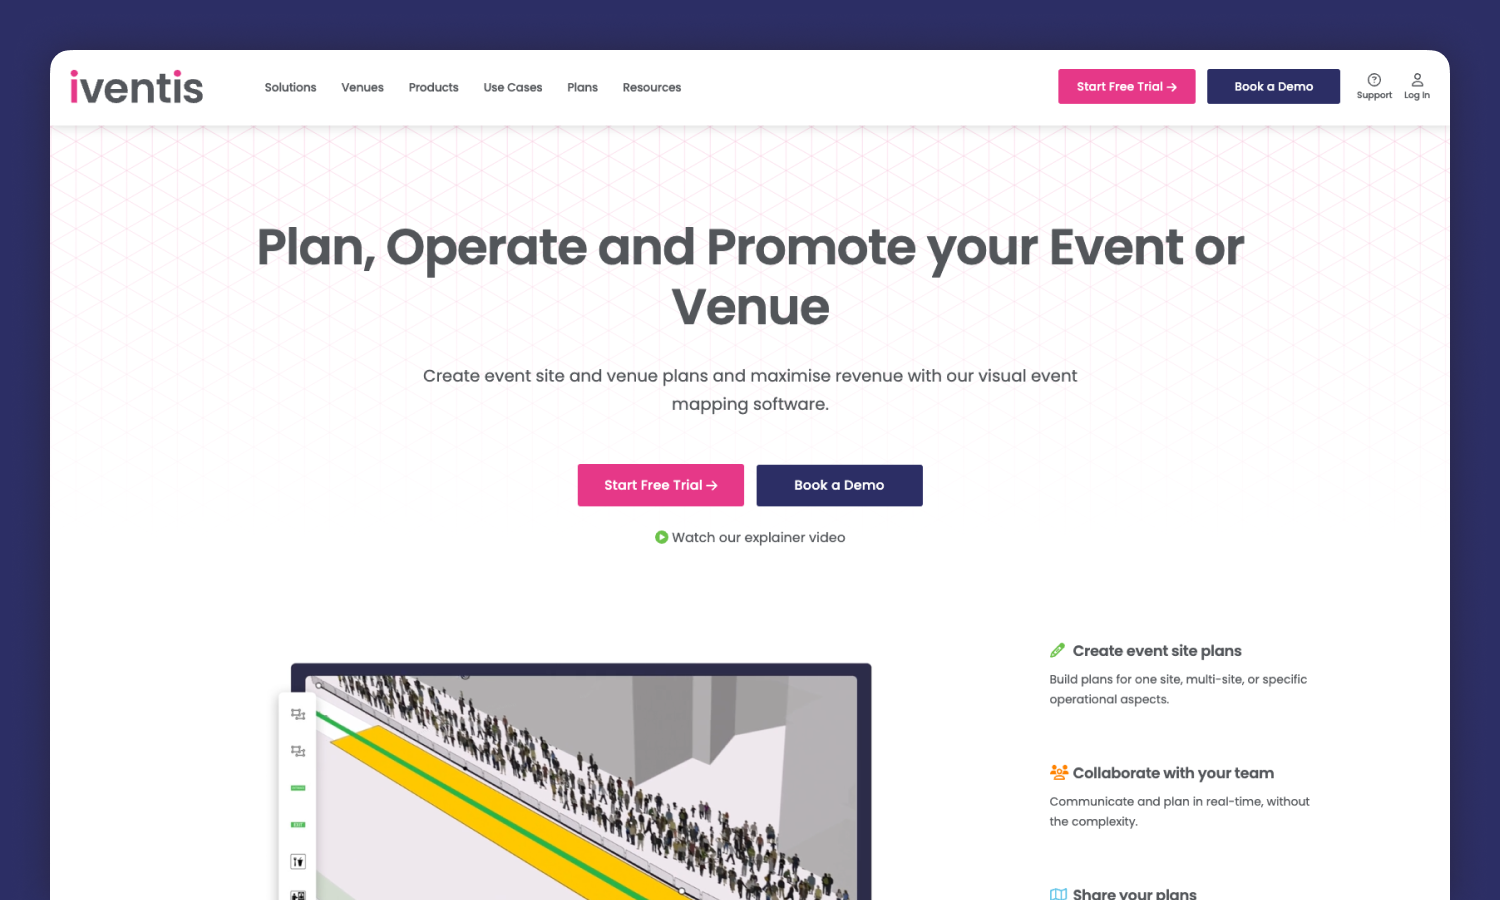 iventis
Solutions
Venues
Products
Use Cases
Plans
Resources
Start Free Trial →
Book a Demo
Support
Log In
Plan, Operate and Promote your Event or
Venue
Create event site and venue plans and maximise revenue with our visual event
mapping software.
Start Free Trial →
Book a Demo
Watch our explainer video
Create event site plans
Build plans for one site, multi-site, or specific
operational aspects.
Collaborate with your team
Communicate and plan in real-time, without
the complexity.
Share your plans